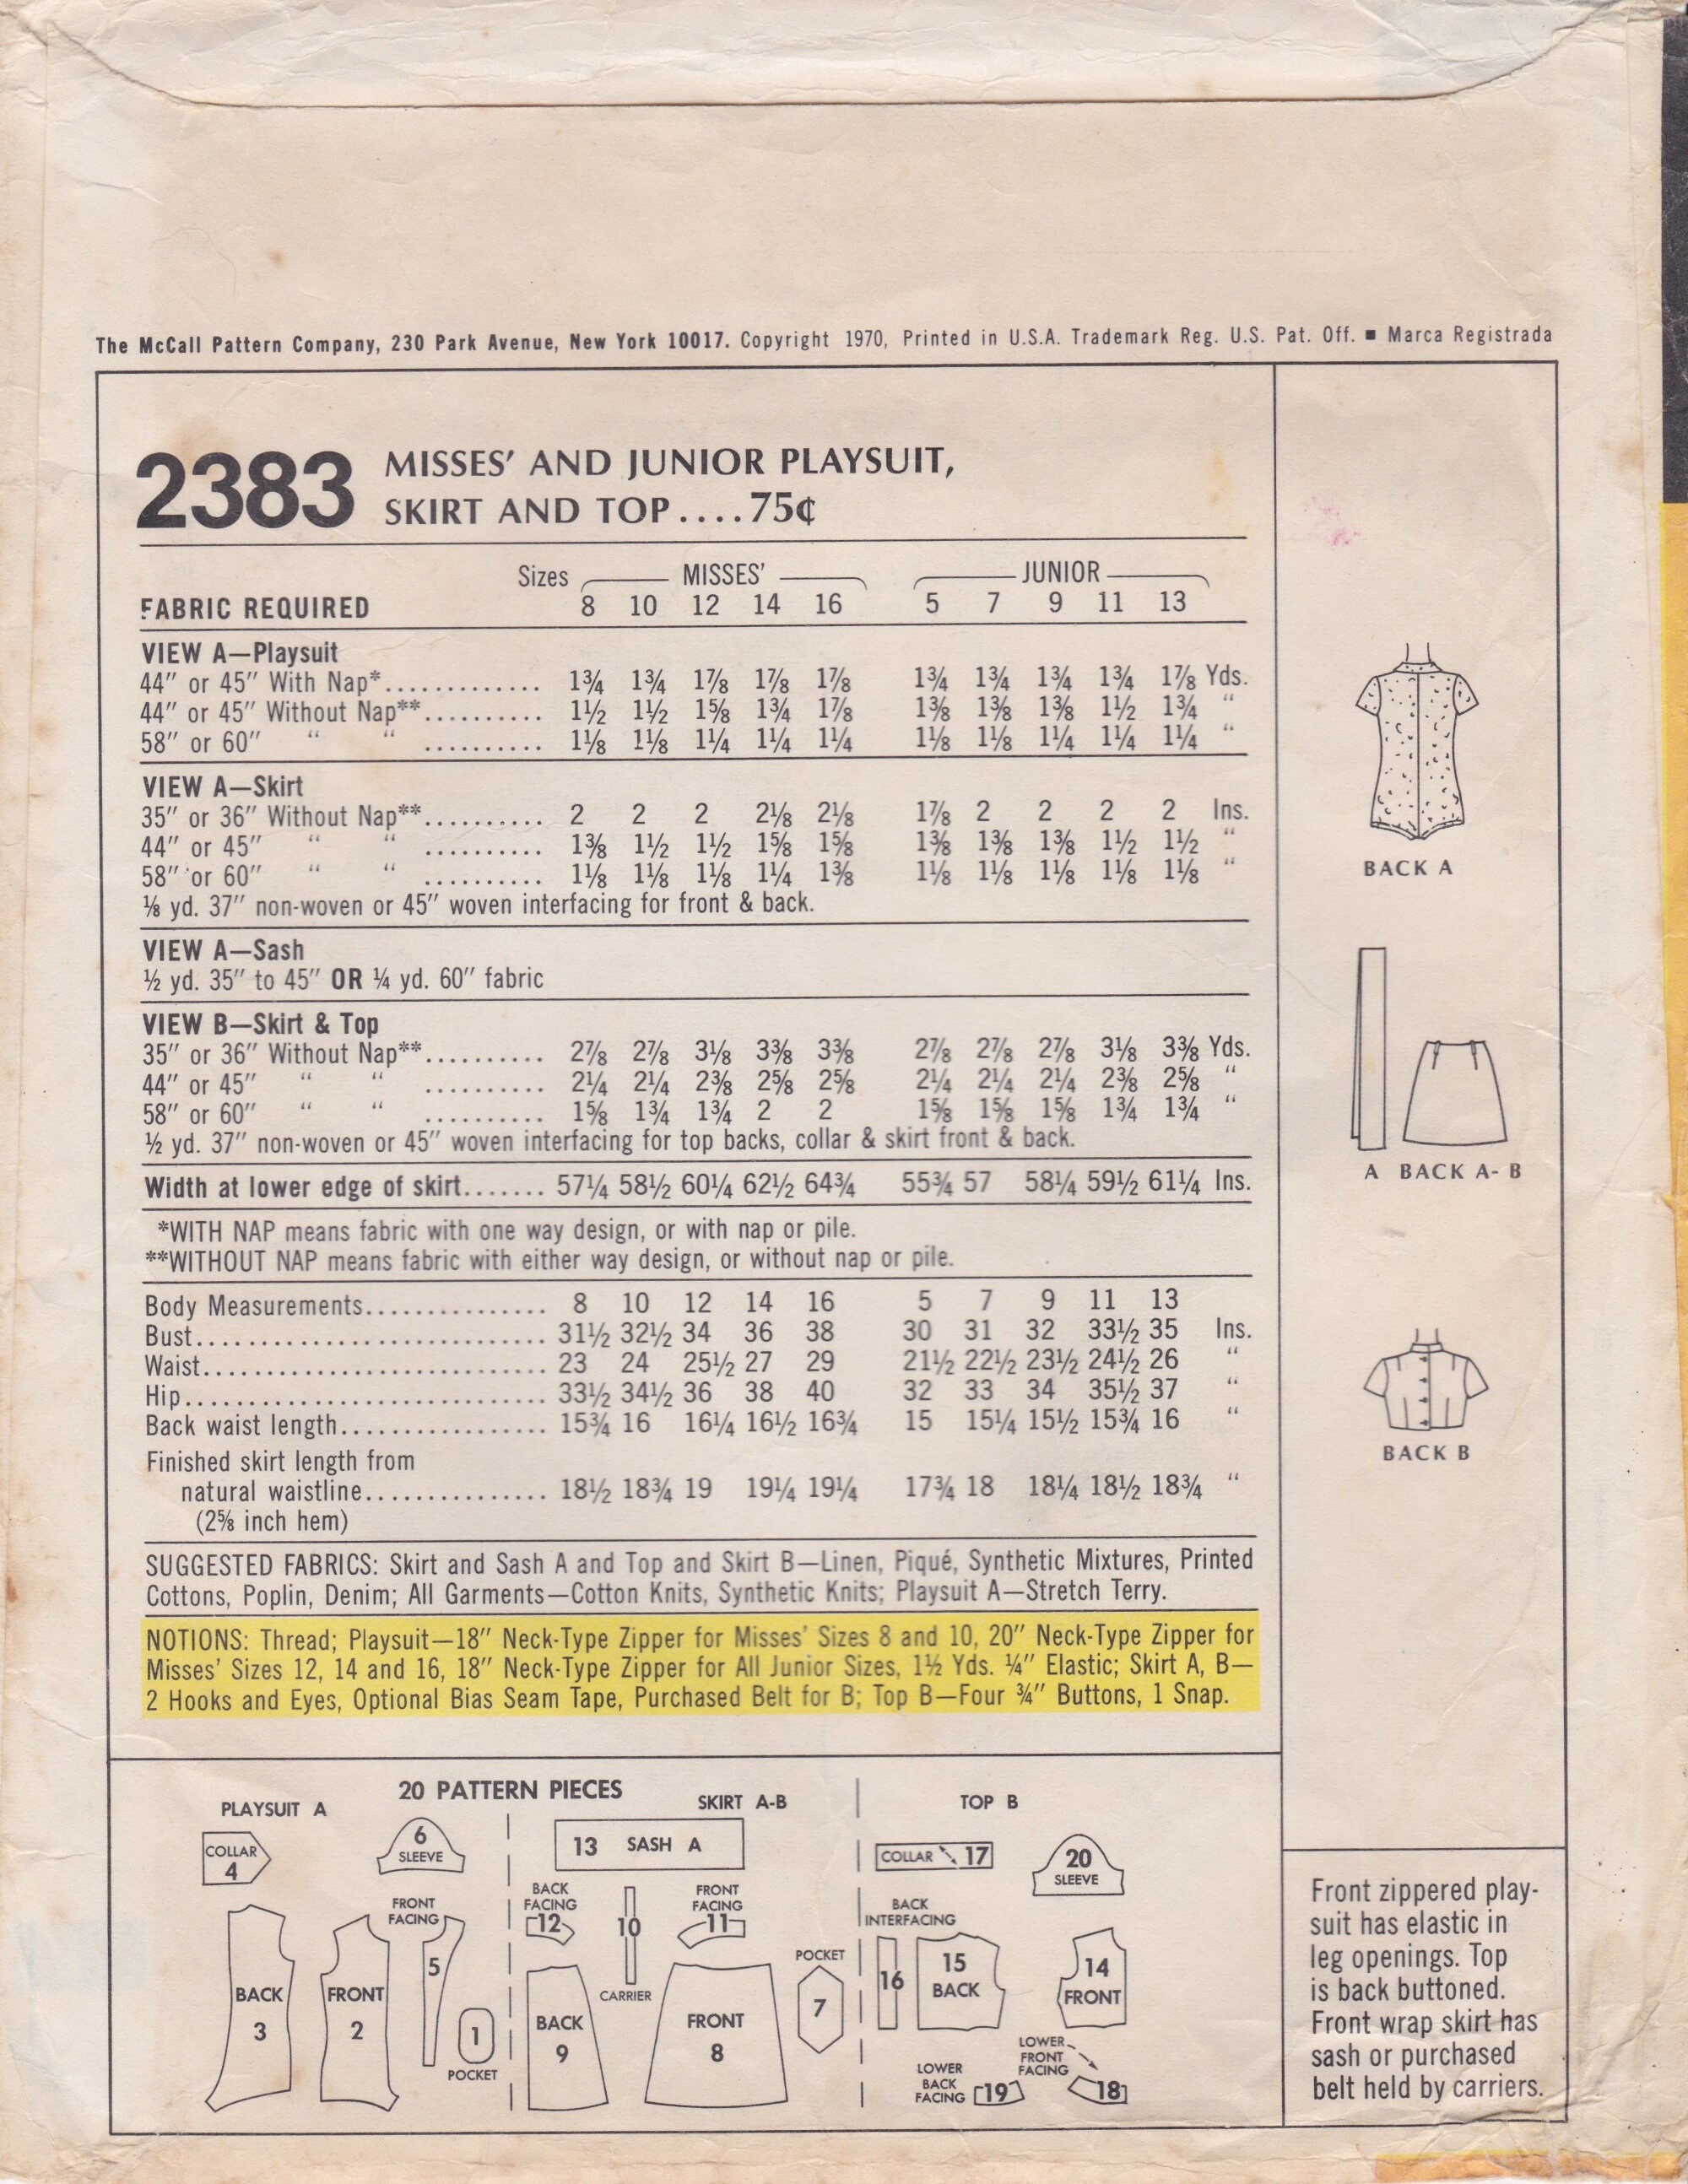 The McCall Pattern Company, 230 Park Avenue, New York 10017. Copyright 1970, Printed in U.S.A. Trademark Reg. U.S. Pat. Off. ■ Marca Registrada
2383 MISSES' AND JUNIOR PLAYSUIT,
SKIRT AND TOP....75¢
Sizes MISSES' JUNIOR
FABRIC REQUIRED 8 10 12 14 16 5 7 9 11 13
VIEW A—Playsuit
44" or 45" With Nap*............. 1¾ 1¾ 1⅞ 1⅞ 1⅞ 1¾ 1¾ 1¾ 1¾ 1⅞ Yds.
44" or 45" Without Nap**.......... 1½ 1½ 1⅝ 1¾ 1⅞ 1⅜ 1⅜ 1⅜ 1½ 1¾ "
58" or 60" " " .......... 1⅛ 1⅛ 1¼ 1¼ 1¼ 1⅛ 1⅛ 1¼ 1¼ 1¼ "
VIEW A—Skirt
35" or 36" Without Nap**.......... 2 2 2 2⅛ 2⅛ 1⅞ 2 2 2 2 Ins.
44" or 45" " " .......... 1⅜ 1½ 1½ 1⅝ 1⅝ 1⅜ 1⅜ 1⅜ 1½ 1½ "
58" or 60" " " .......... 1⅛ 1⅛ 1⅛ 1¼ 1⅜ 1⅛ 1⅛ 1⅛ 1⅛ 1⅛ "
⅛ yd. 37" non-woven or 45" woven interfacing for front & back.
VIEW A—Sash
½ yd. 35" to 45" OR ¼ yd. 60" fabric
VIEW B—Skirt & Top
35" or 36" Without Nap**.......... 2⅞ 2⅞ 3⅛ 3⅜ 3⅜ 2⅞ 2⅞ 2⅞ 3⅛ 3⅜ Yds.
44" or 45" " " .......... 2¼ 2¼ 2⅜ 2⅝ 2⅝ 2¼ 2¼ 2¼ 2⅜ 2⅝ "
58" or 60" " " .......... 1⅝ 1¾ 1¾ 2 2 1⅝ 1⅝ 1⅝ 1¾ 1¾ "
½ yd. 37" non-woven or 45" woven interfacing for top backs, collar & skirt front & back.
Width at lower edge of skirt....... 57¼ 58½ 60¼ 62½ 64¾ 55¾ 57 58¼ 59½ 61¼ Ins.
*WITH NAP means fabric with one way design, or with nap or pile.
**WITHOUT NAP means fabric with either way design, or without nap or pile.
Body Measurements............... 8 10 12 14 16 5 7 9 11 13
Bust............................ 31½ 32½ 34 36 38 30 31 32 33½ 35 Ins.
Waist........................... 23 24 25½ 27 29 21½ 22½ 23½ 24½ 26 "
Hip............................. 33½ 34½ 36 38 40 32 33 34 35½ 37 "
Back waist length................. 15¾ 16 16¼ 16½ 16¾ 15 15¼ 15½ 15¾ 16 "
Finished skirt length from
natural waistline............... 18½ 18¾ 19 19¼ 19¼ 17¾ 18 18¼ 18½ 18¾ "
(2⅝ inch hem)
SUGGESTED FABRICS: Skirt and Sash A and Top and Skirt B—Linen, Piqué, Synthetic Mixtures, Printed
Cottons, Poplin, Denim; All Garments—Cotton Knits, Synthetic Knits; Playsuit A—Stretch Terry.
NOTIONS: Thread; Playsuit—18" Neck-Type Zipper for Misses' Sizes 8 and 10, 20" Neck-Type Zipper for
Misses' Sizes 12, 14 and 16, 18" Neck-Type Zipper for All Junior Sizes, 1½ Yds. ¼" Elastic; Skirt A, B—
2 Hooks and Eyes, Optional Bias Seam Tape, Purchased Belt for B; Top B—Four ¾" Buttons, 1 Snap.
BACK A
A BACK A- B
BACK B
20 PATTERN PIECES
PLAYSUIT A
COLLAR
4
6
SLEEVE
FRONT
FACING
5
BACK
3
FRONT
2
1
POCKET
SKIRT A-B
13 SASH A
BACK
FACING
12
10
CARRIER
FRONT
FACING
11
BACK
9
FRONT
8
POCKET
7
TOP B
COLLAR 17
20
SLEEVE
BACK
INTERFACING
16
15
BACK
14
FRONT
LOWER
BACK
FACING 19
LOWER
FRONT
FACING
18
Front zippered play-
suit has elastic in
leg openings. Top
is back buttoned.
Front wrap skirt has
sash or purchased
belt held by carriers.